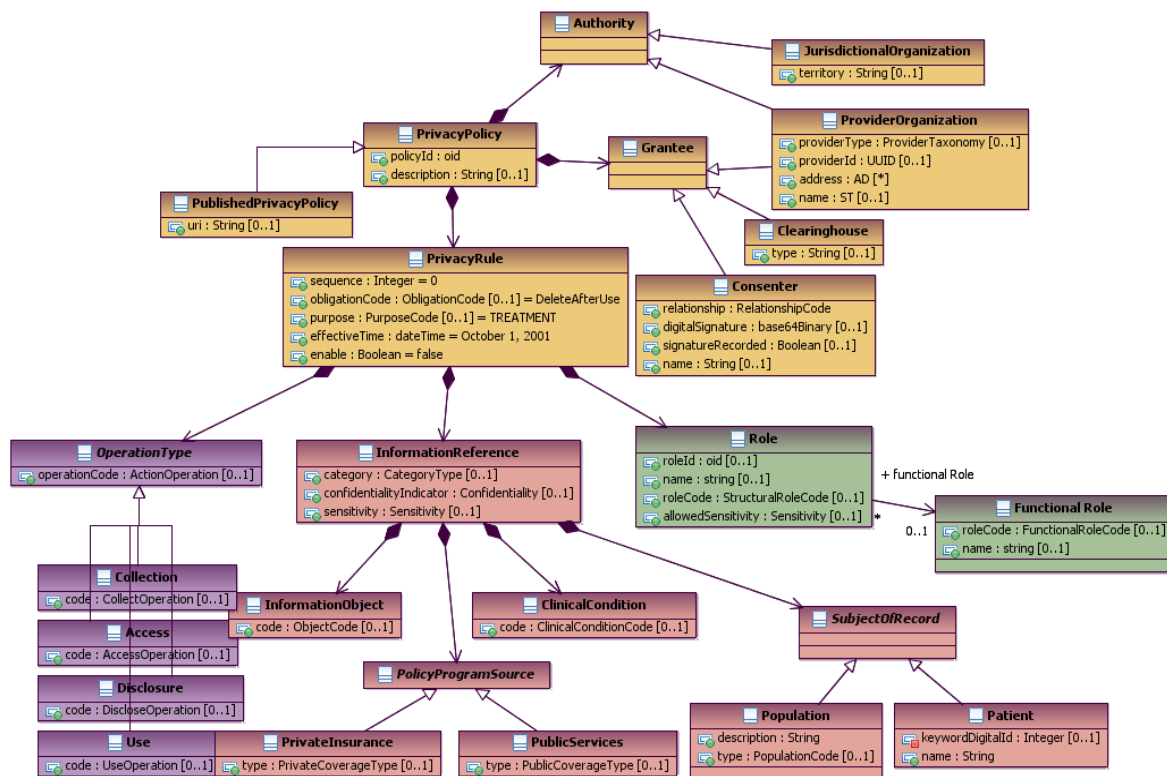 Authority
JurisdictionalOrganization
territory : String [0..1]
PrivacyPolicy
policyId : oid
description : String [0..1]
Grantee
ProviderOrganization
providerType : ProviderTaxonomy [0..1]
providerId : UUID [0..1]
address : AD [*]
name : ST [0..1]
PublishedPrivacyPolicy
uri : String [0..1]
Clearinghouse
type : String [0..1]
PrivacyRule
sequence : Integer = 0
obligationCode : ObligationCode [0..1] = DeleteAfterUse
purpose : PurposeCode [0..1] = TREATMENT
effectiveTime : dateTime = October 1, 2001
enable : Boolean = false
Consenter
relationship : RelationshipCode
digitalSignature : base64Binary [0..1]
signatureRecorded : Boolean [0..1]
name : String [0..1]
OperationType
operationCode : ActionOperation [0..1]
InformationReference
category : CategoryType [0..1]
confidentialityIndicator : Confidentiality [0..1]
sensitivity : Sensitivity [0..1]
Role
roleId : oid [0..1]
name : string [0..1]
roleCode : StructuralRoleCode [0..1]
allowedSensitivity : Sensitivity [0..1]
+ functional Role
*
0..1
Functional Role
roleCode : FunctionalRoleCode [0..1]
name : string [0..1]
Collection
code : CollectOperation [0..1]
InformationObject
code : ObjectCode [0..1]
ClinicalCondition
code : ClinicalConditionCode [0..1]
SubjectOfRecord
Access
code : AccessOperation [0..1]
Disclosure
code : DiscloseOperation [0..1]
PolicyProgramSource
Use
code : UseOperation [0..1]
PrivateInsurance
type : PrivateCoverageType [0..1]
PublicServices
type : PublicCoverageType [0..1]
Population
description : String
type : PopulationCode [0..1]
Patient
keywordDigitalId : Integer [0..1]
name : String